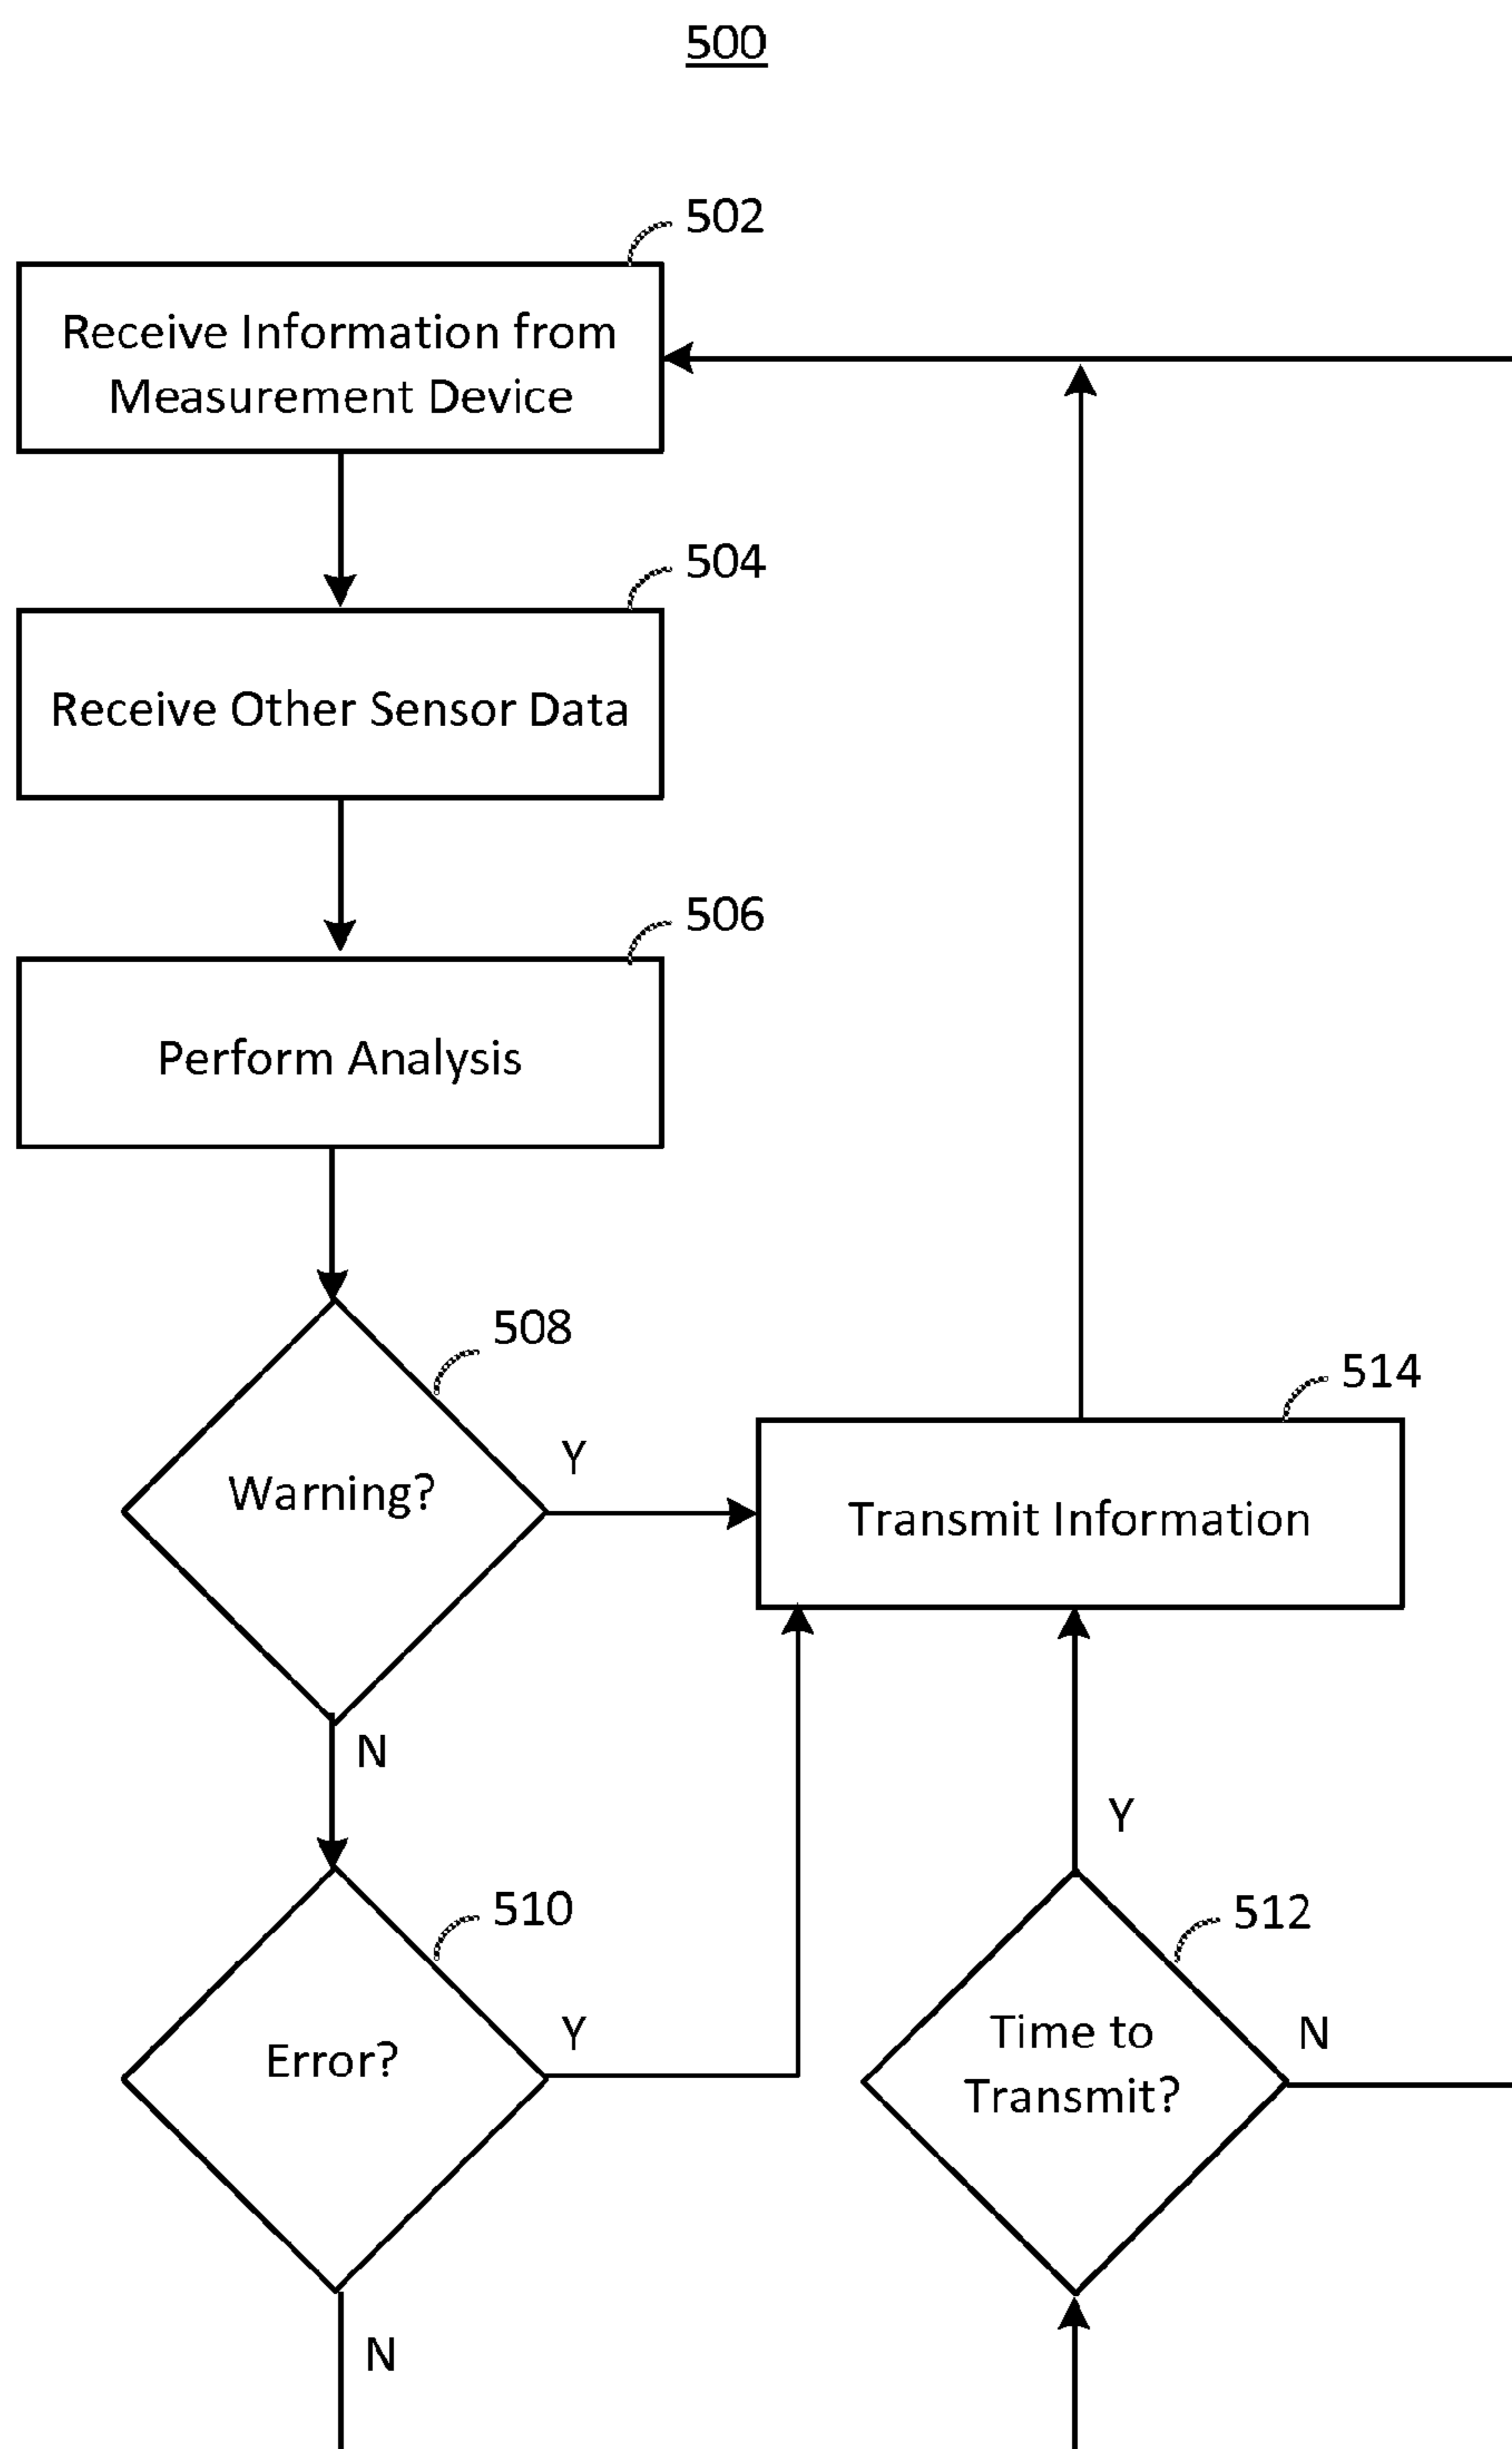 500
502
Receive Information from
Measurement Device
504
Receive Other Sensor Data
506
Perform Analysis
508
Warning?
Y
N
514
Transmit Information
510
Error?
Y
N
512
Time to
Transmit?
Y
N